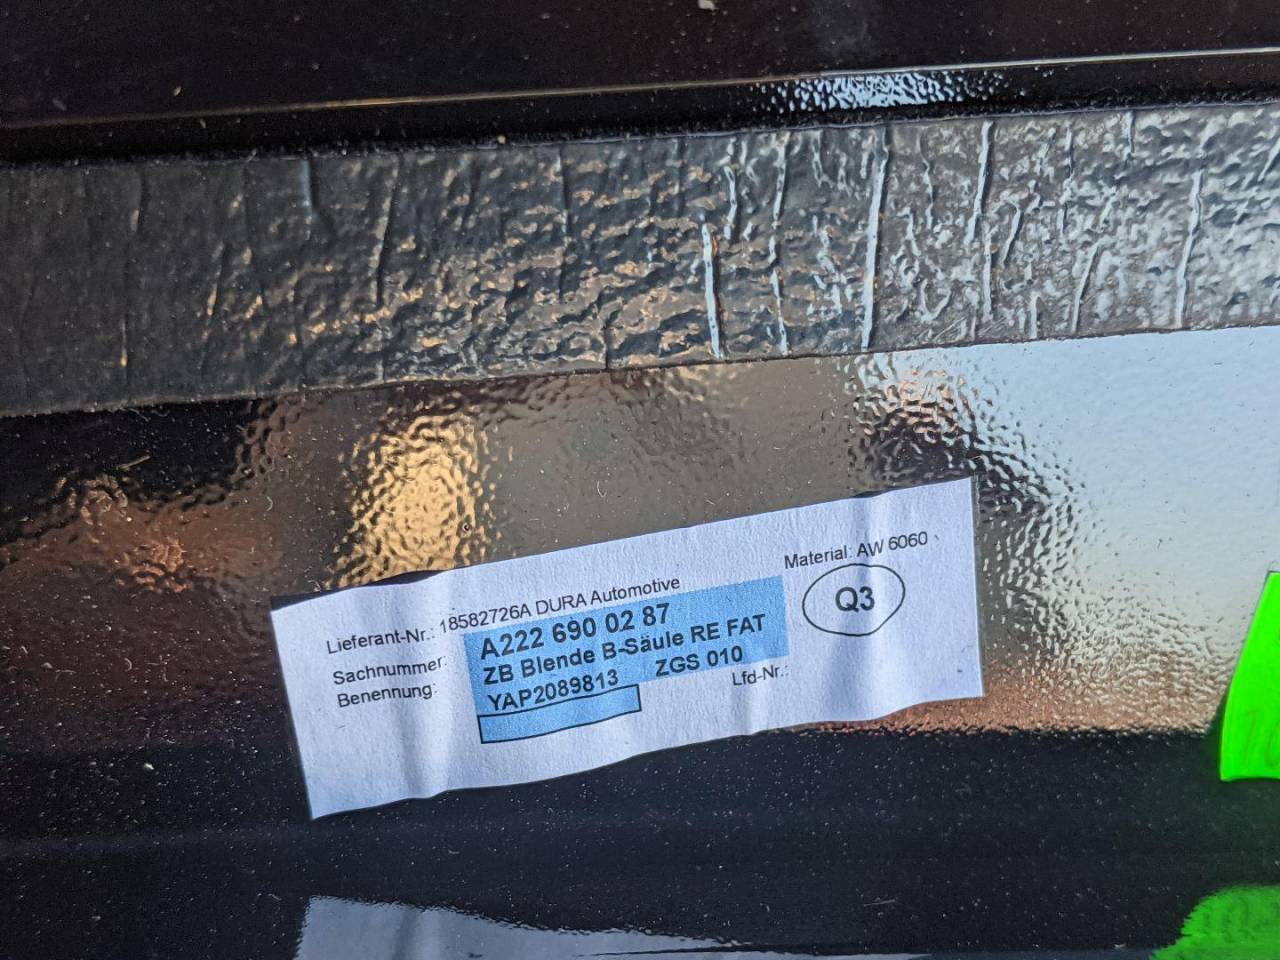 Lieferant-Nr.: 18582726A DURA Automotive
Material: AW 6060
Sachnummer: A222 690 02 87
Q3
Benennung: ZB Blende B-Säule RE FAT
YAP2089813 ZGS 010
Lfd-Nr.: